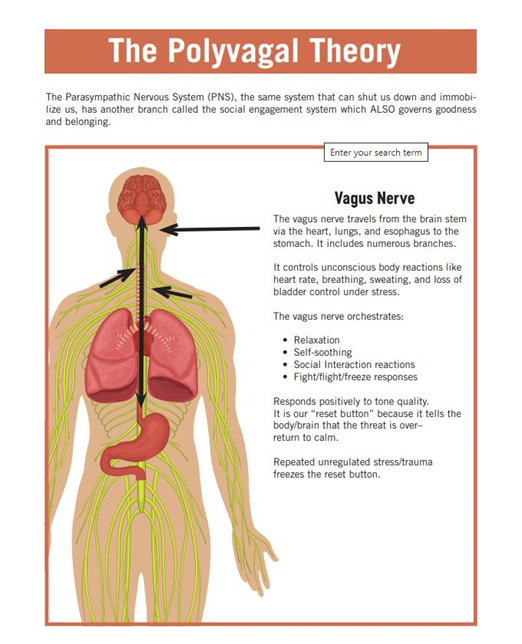 The Polyvagal Theory
The Parasympathic Nervous System (PNS), the same system that can shut us down and immobi-
lize us, has another branch called the social engagement system which ALSO governs goodness
and belonging.
Enter your search term
Vagus Nerve
The vagus nerve travels from the brain stem
via the heart, lungs, and esophagus to the
stomach. It includes numerous branches.
It controls unconscious body reactions like
heart rate, breathing, sweating, and loss of
bladder control under stress.
The vagus nerve orchestrates:
• Relaxation
• Self-soothing
• Social Interaction reactions
• Fight/flight/freeze responses
Responds positively to tone quality.
It is our “reset button” because it tells the
body/brain that the threat is over--
return to calm.
Repeated unregulated stress/trauma
freezes the reset button.